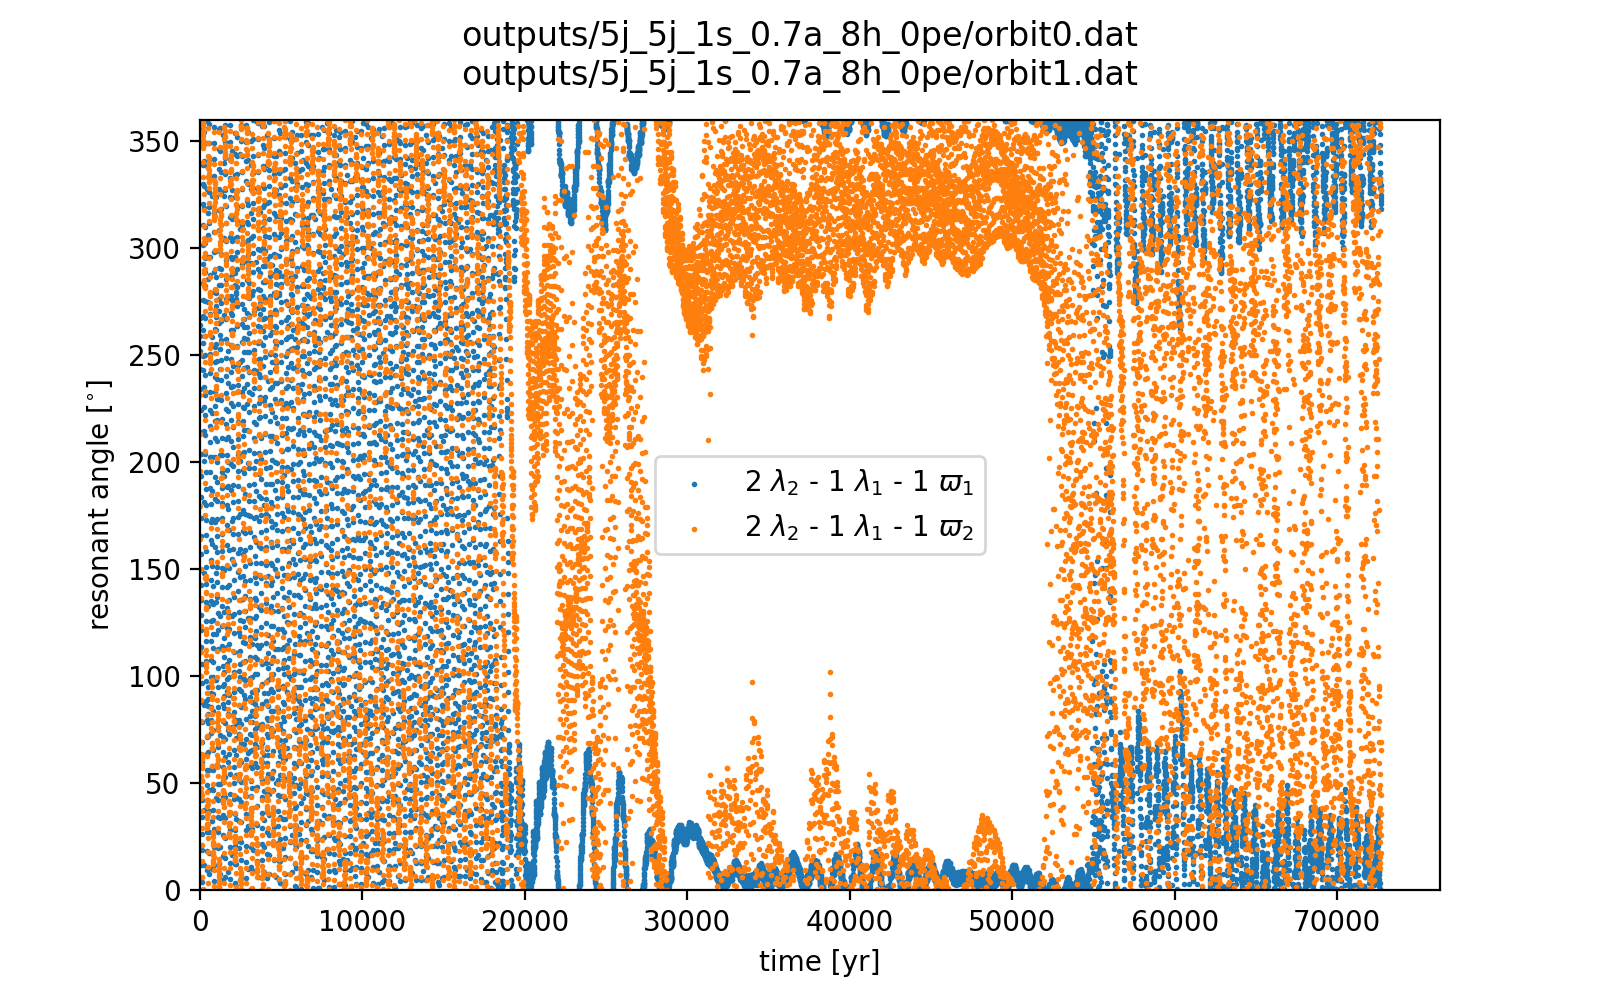 outputs/5j_5j_1s_0.7a_8h_0pe/orbit0.dat
outputs/5j_5j_1s_0.7a_8h_0pe/orbit1.dat
350
300
250
200
150
100
50
0
resonant angle [°]
2 λ₂ - 1 λ₁ - 1 ϖ₁
2 λ₂ - 1 λ₁ - 1 ϖ₂
0 10000 20000 30000 40000 50000 60000 70000
time [yr]